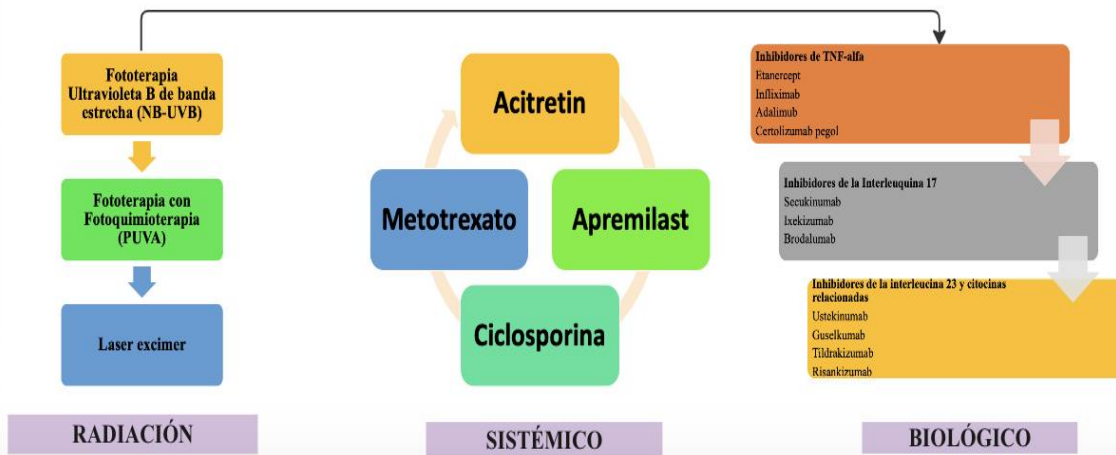 Fototerapia
Ultravioleta B de banda
estrecha (NB-UVB)
Fototerapia con
Fotoquimioterapia
(PUVA)
Laser excimer
RADIACIÓN
Acitretin
Metotrexato
Apremilast
Ciclosporina
SISTÉMICO
Inhibidores de TNF-alfa
Etanercept
Infliximab
Adalimub
Certolizumab pegol
Inhibidores de la Interleuquina 17
Secukinumab
Ixekizumab
Brodalumab
Inhibidores de la interleucina 23 y citocinas
relacionadas
Ustekinumab
Guselkumab
Tildrakizumab
Risankizumab
BIOLÓGICO